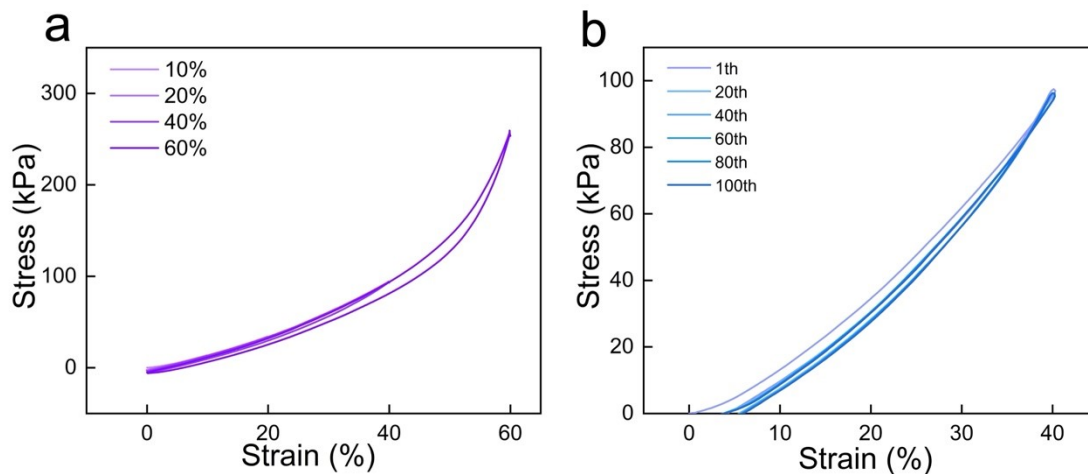 a
10%
20%
40%
60%
Stress (kPa)
300
200
100
0
0 20 40 60
Strain (%)
b
1th
20th
40th
60th
80th
100th
Stress (kPa)
100
80
60
40
20
0
0 10 20 30 40
Strain (%)